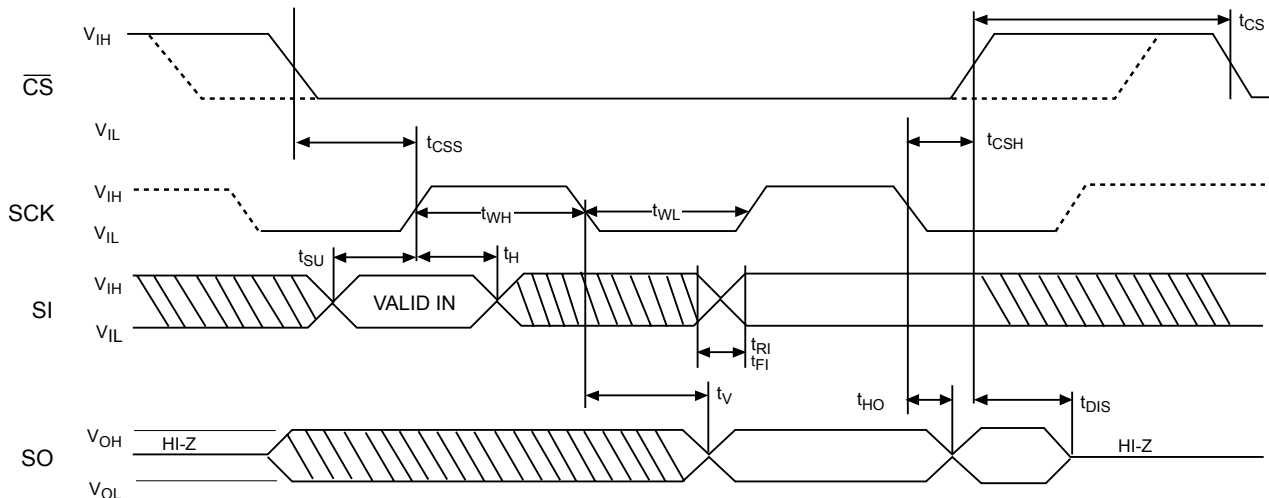 V_IH
t_CS
C̅S̅
V_IL
t_CSS
t_CSH
V_IH
SCK
t_WH
t_WL
V_IL
t_SU
t_H
V_IH
SI
VALID IN
V_IL
t_RI
t_FI
t_V
t_HO
t_DIS
V_OH
HI-Z
HI-Z
SO
V_OL